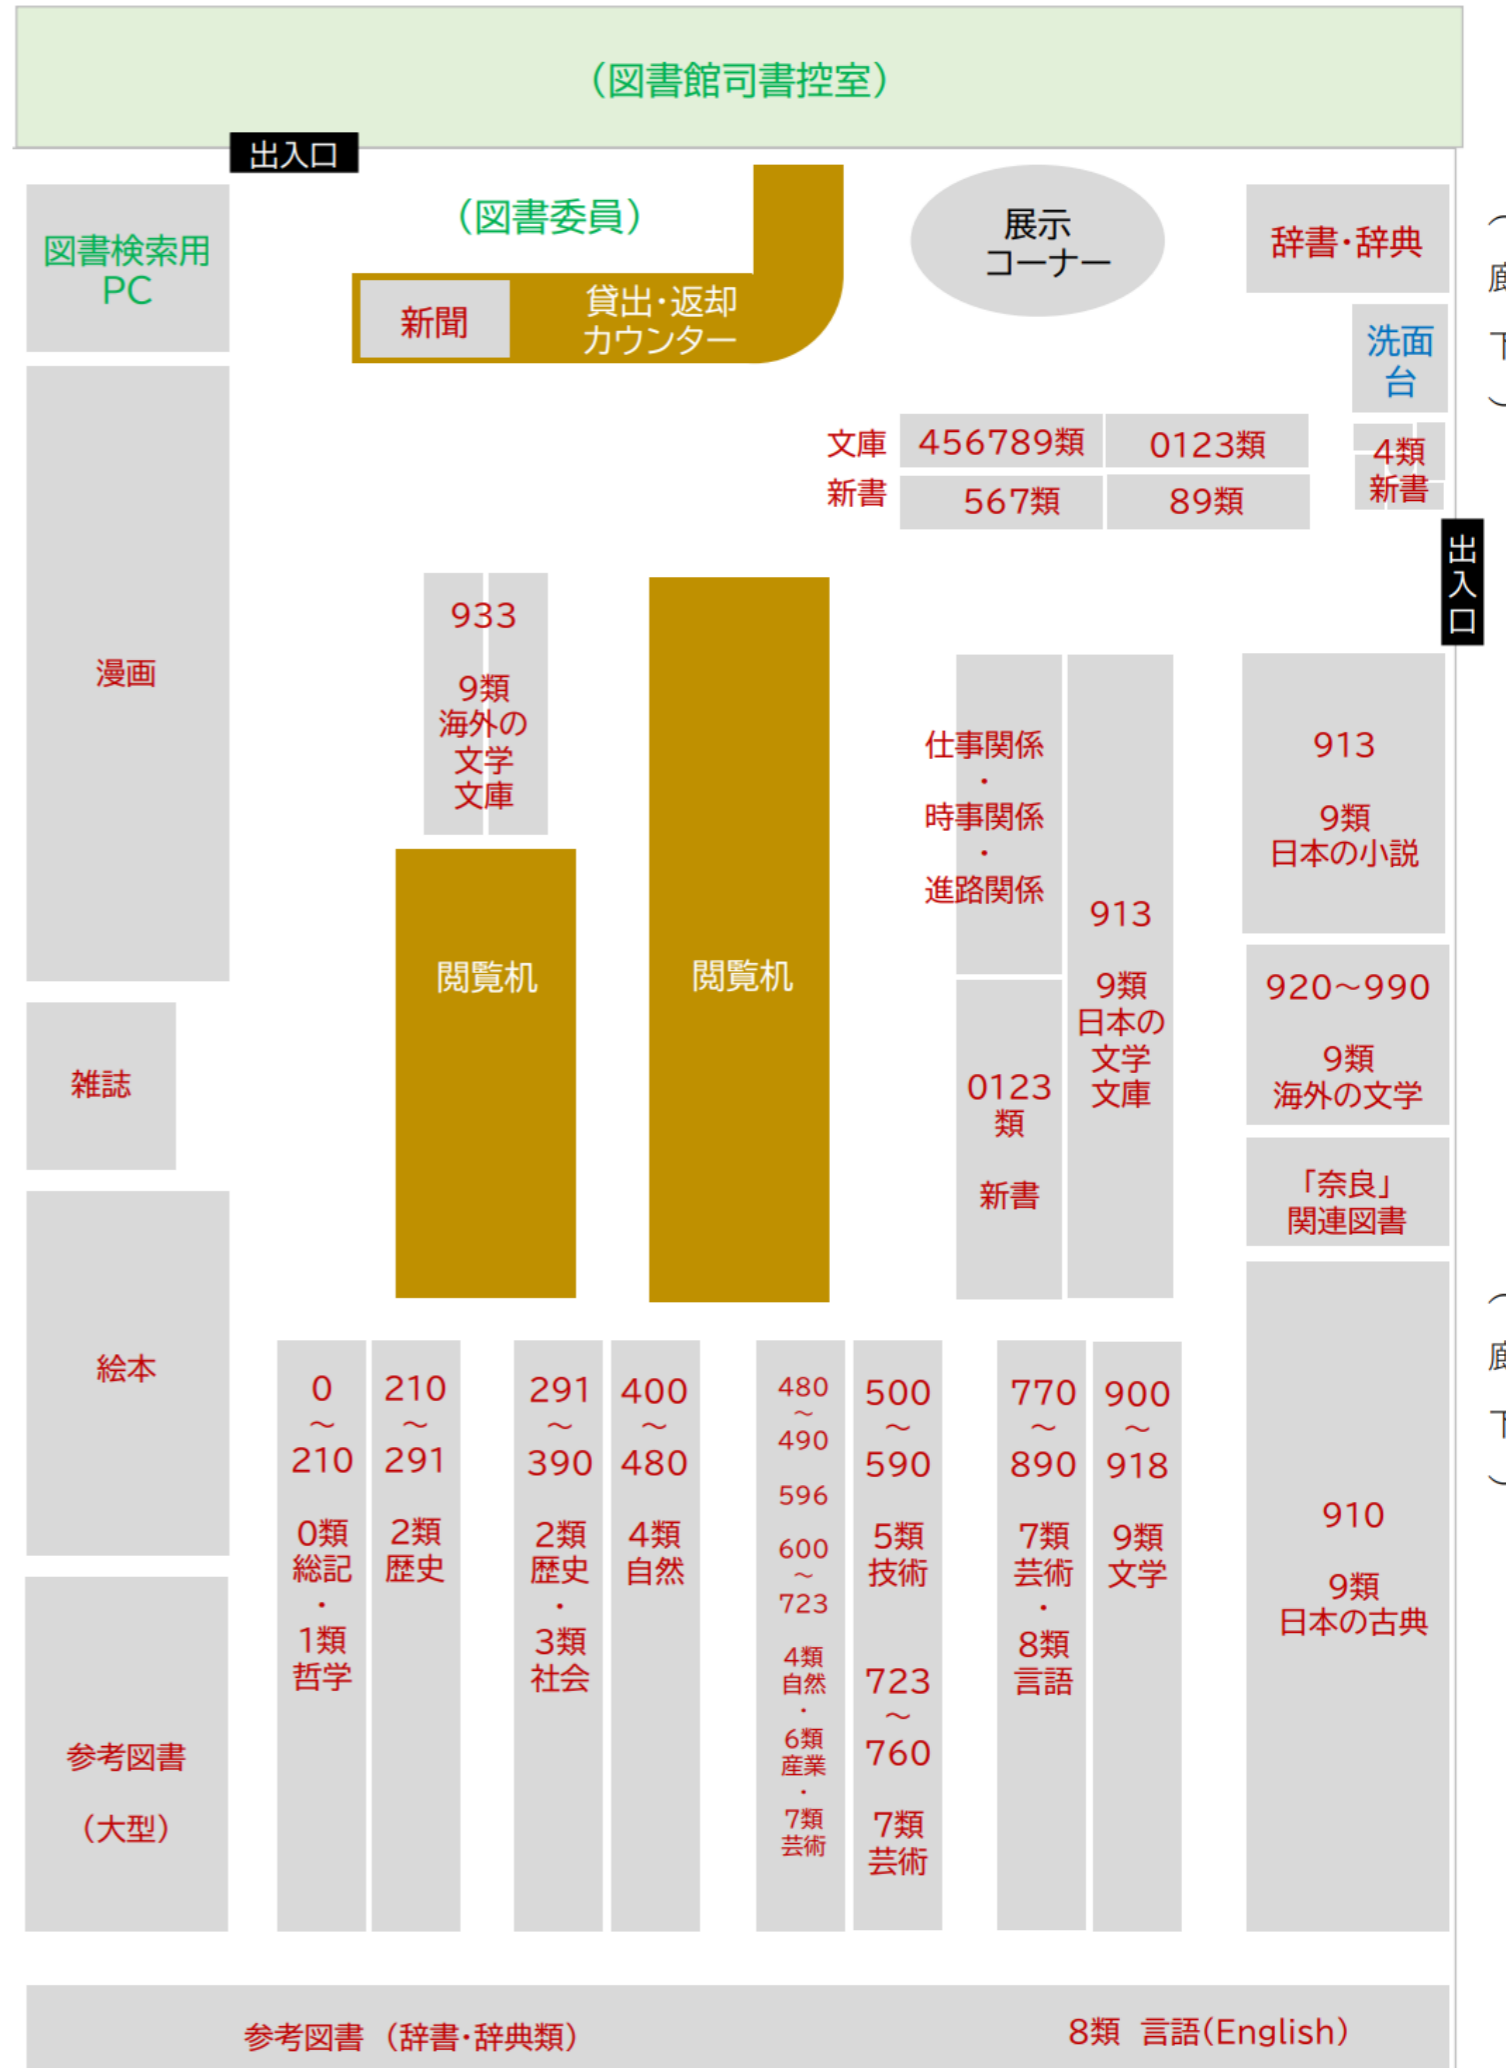 （図書館司書控室）
出入口
（図書委員）
図書検索用
PC
新聞
貸出・返却
カウンター
展示
コーナー
辞書・辞典
洗面
台
（廊下）
文庫
456789類
0123類
新書
567類
89類
4類
新書
出入口
漫画
933
9類
海外の
文学
文庫
閲覧机
閲覧机
仕事関係
・
時事関係
・
進路関係
913
9類
日本の
文学
文庫
0123
類
新書
913
9類
日本の小説
920～990
9類
海外の文学
「奈良」
関連図書
雑誌
絵本
参考図書
（大型）
0
～
210
0類
総記
・
1類
哲学
210
～
291
2類
歴史
291
～
390
2類
歴史
・
3類
社会
400
～
480
4類
自然
480
～
490
596
600
～
723
4類
自然
・
6類
産業
・
7類
芸術
500
～
590
5類
技術
723
～
760
7類
芸術
770
～
890
7類
芸術
・
8類
言語
900
～
918
9類
文学
910
9類
日本の古典
（廊下）
参考図書（辞書・辞典類）
8類 言語(English)